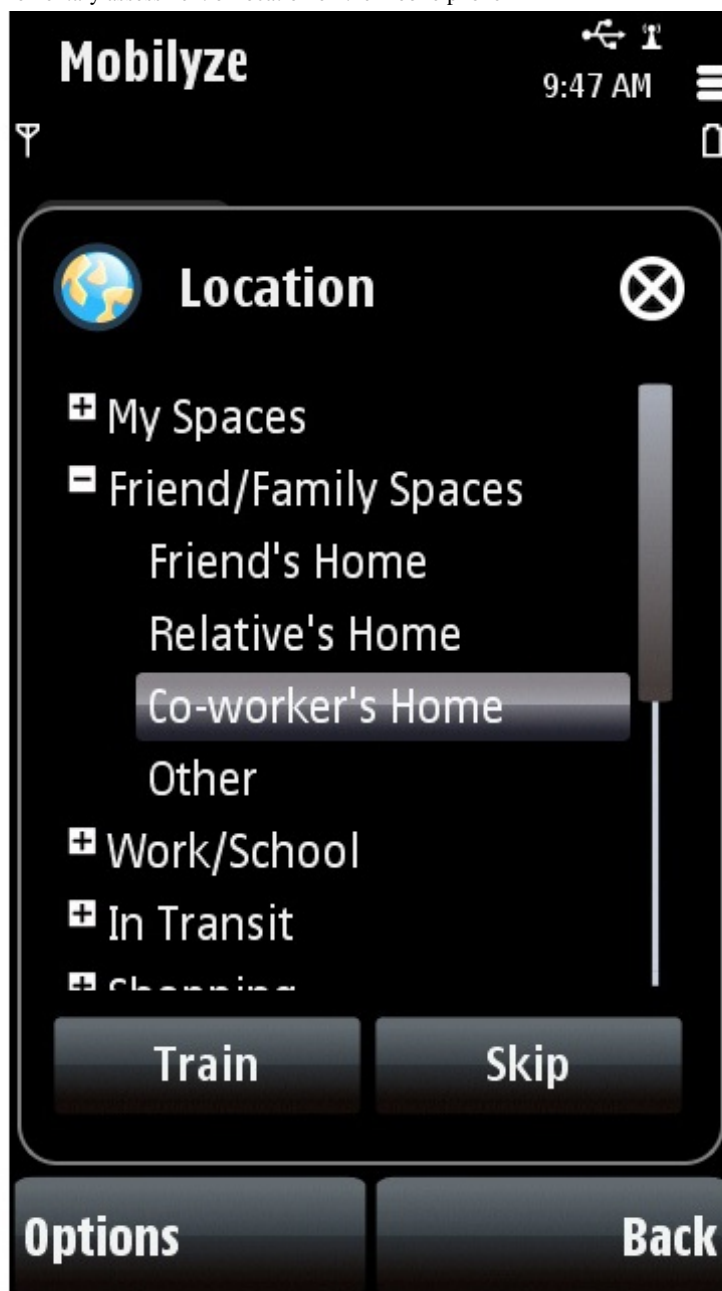 Mobilyze
9:47 AM
Location
My Spaces
Friend/Family Spaces
Friend's Home
Relative's Home
Co-worker's Home
Other
Work/School
In Transit
Shopping
Train
Skip
Options
Back